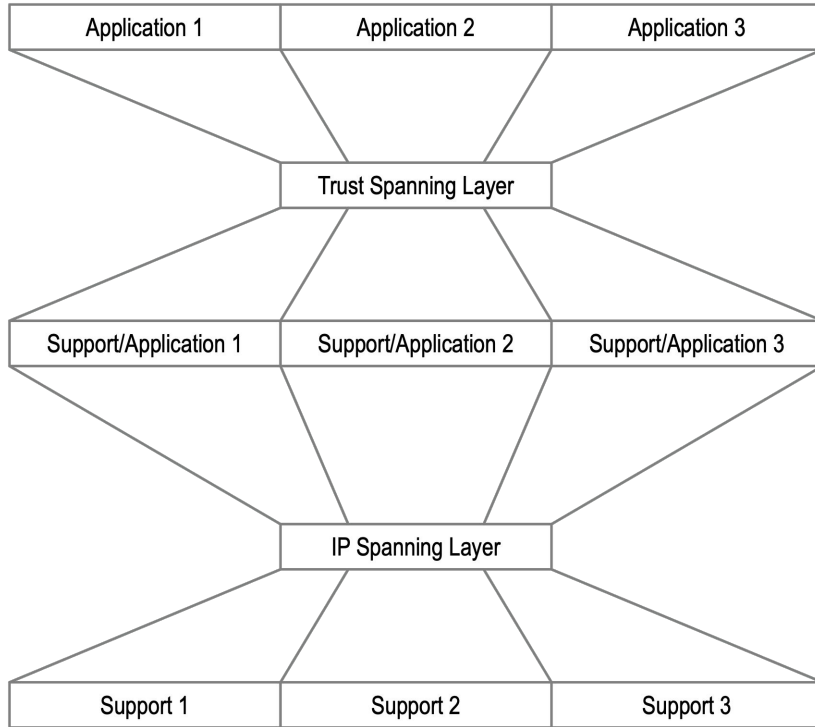 Application 1
Application 2
Application 3
Trust Spanning Layer
Support/Application 1
Support/Application 2
Support/Application 3
IP Spanning Layer
Support 1
Support 2
Support 3